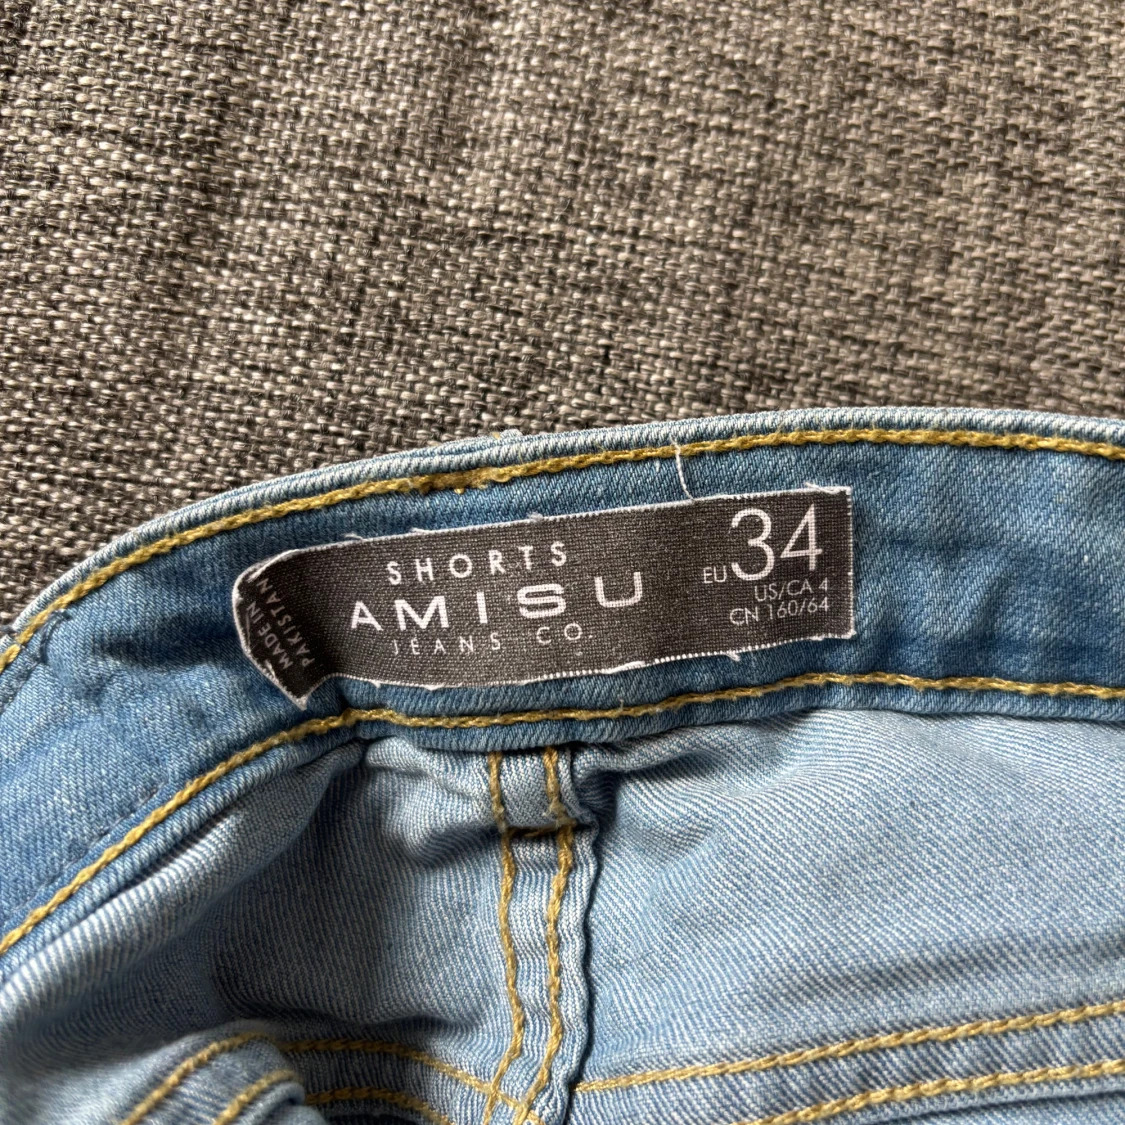 SHORTS
AMISU
JEANS CO.
EU 34
US/CA 4
CN 160/64
MADE IN
PAKISTAN